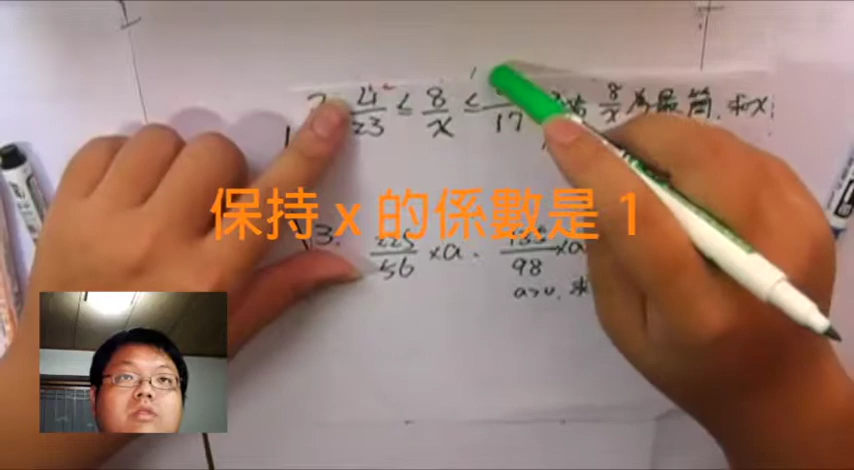 4/23 ≤ 8/x ≤ /17 8/x 為最簡,求x
保持 x 的係數是 1
3. 225/56 ×a, /98 ×a
a>0, 求